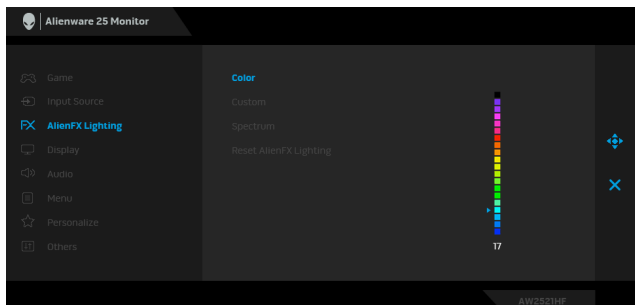 Alienware 25 Monitor
Game
Input Source
FX AlienFX Lighting
Display
Audio
Menu
Personalize
Others
Color
Custom
Spectrum
Reset AlienFX Lighting
17
AW2521HF